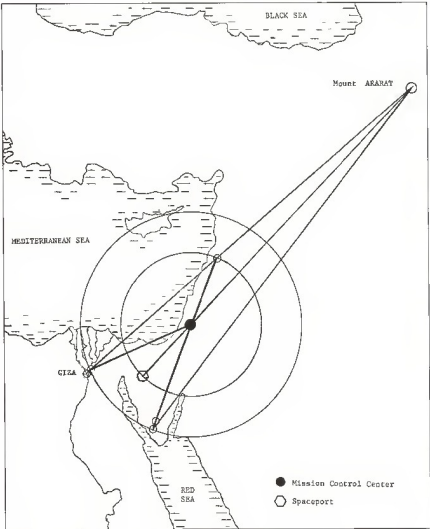 BLACK SEA
Mount ARARAT
MEDITERRANEAN SEA
GIZA
RED
SEA
Mission Control Center
Spaceport